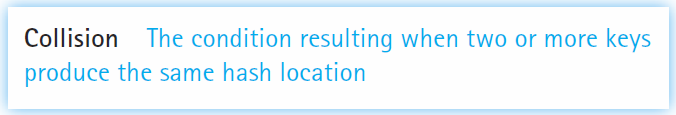 Collision The condition resulting when two or more keys
produce the same hash location